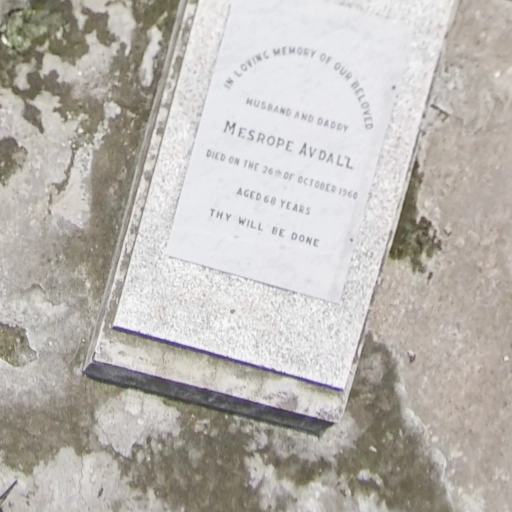 IN LOVING MEMORY OF OUR BELOVED
HUSBAND AND DADDY
MESROPE AVDALL
DIED ON THE 26TH OF OCTOBER 1960
AGED 68 YEARS
THY WILL BE DONE